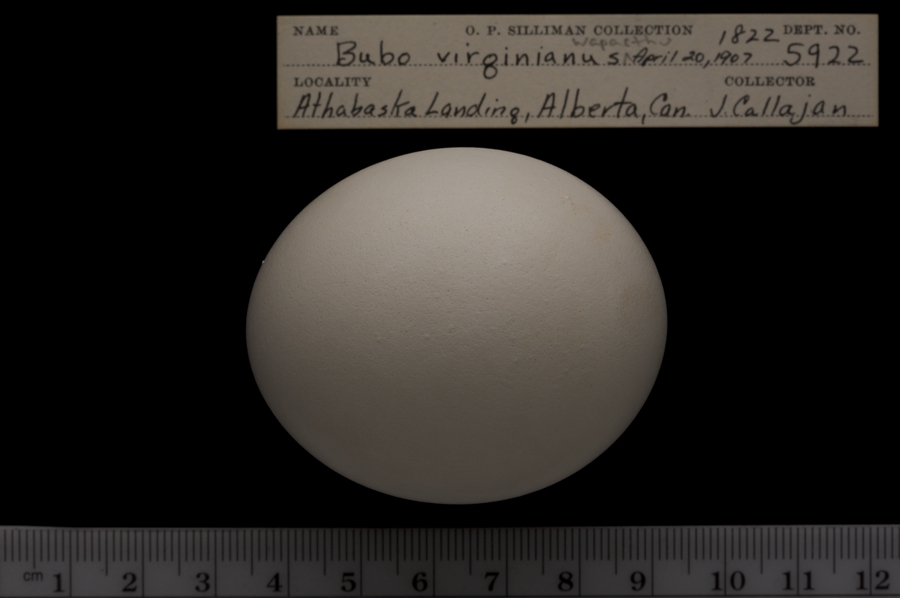 NAME O. P. SILLIMAN COLLECTION 1822 DEPT. NO.
wapacthu
Bubo virginianus April 20, 1907 5922
LOCALITY COLLECTOR
Athabaska Landing, Alberta, Can. J. Callajan
cm 1 2 3 4 5 6 7 8 9 10 11 12